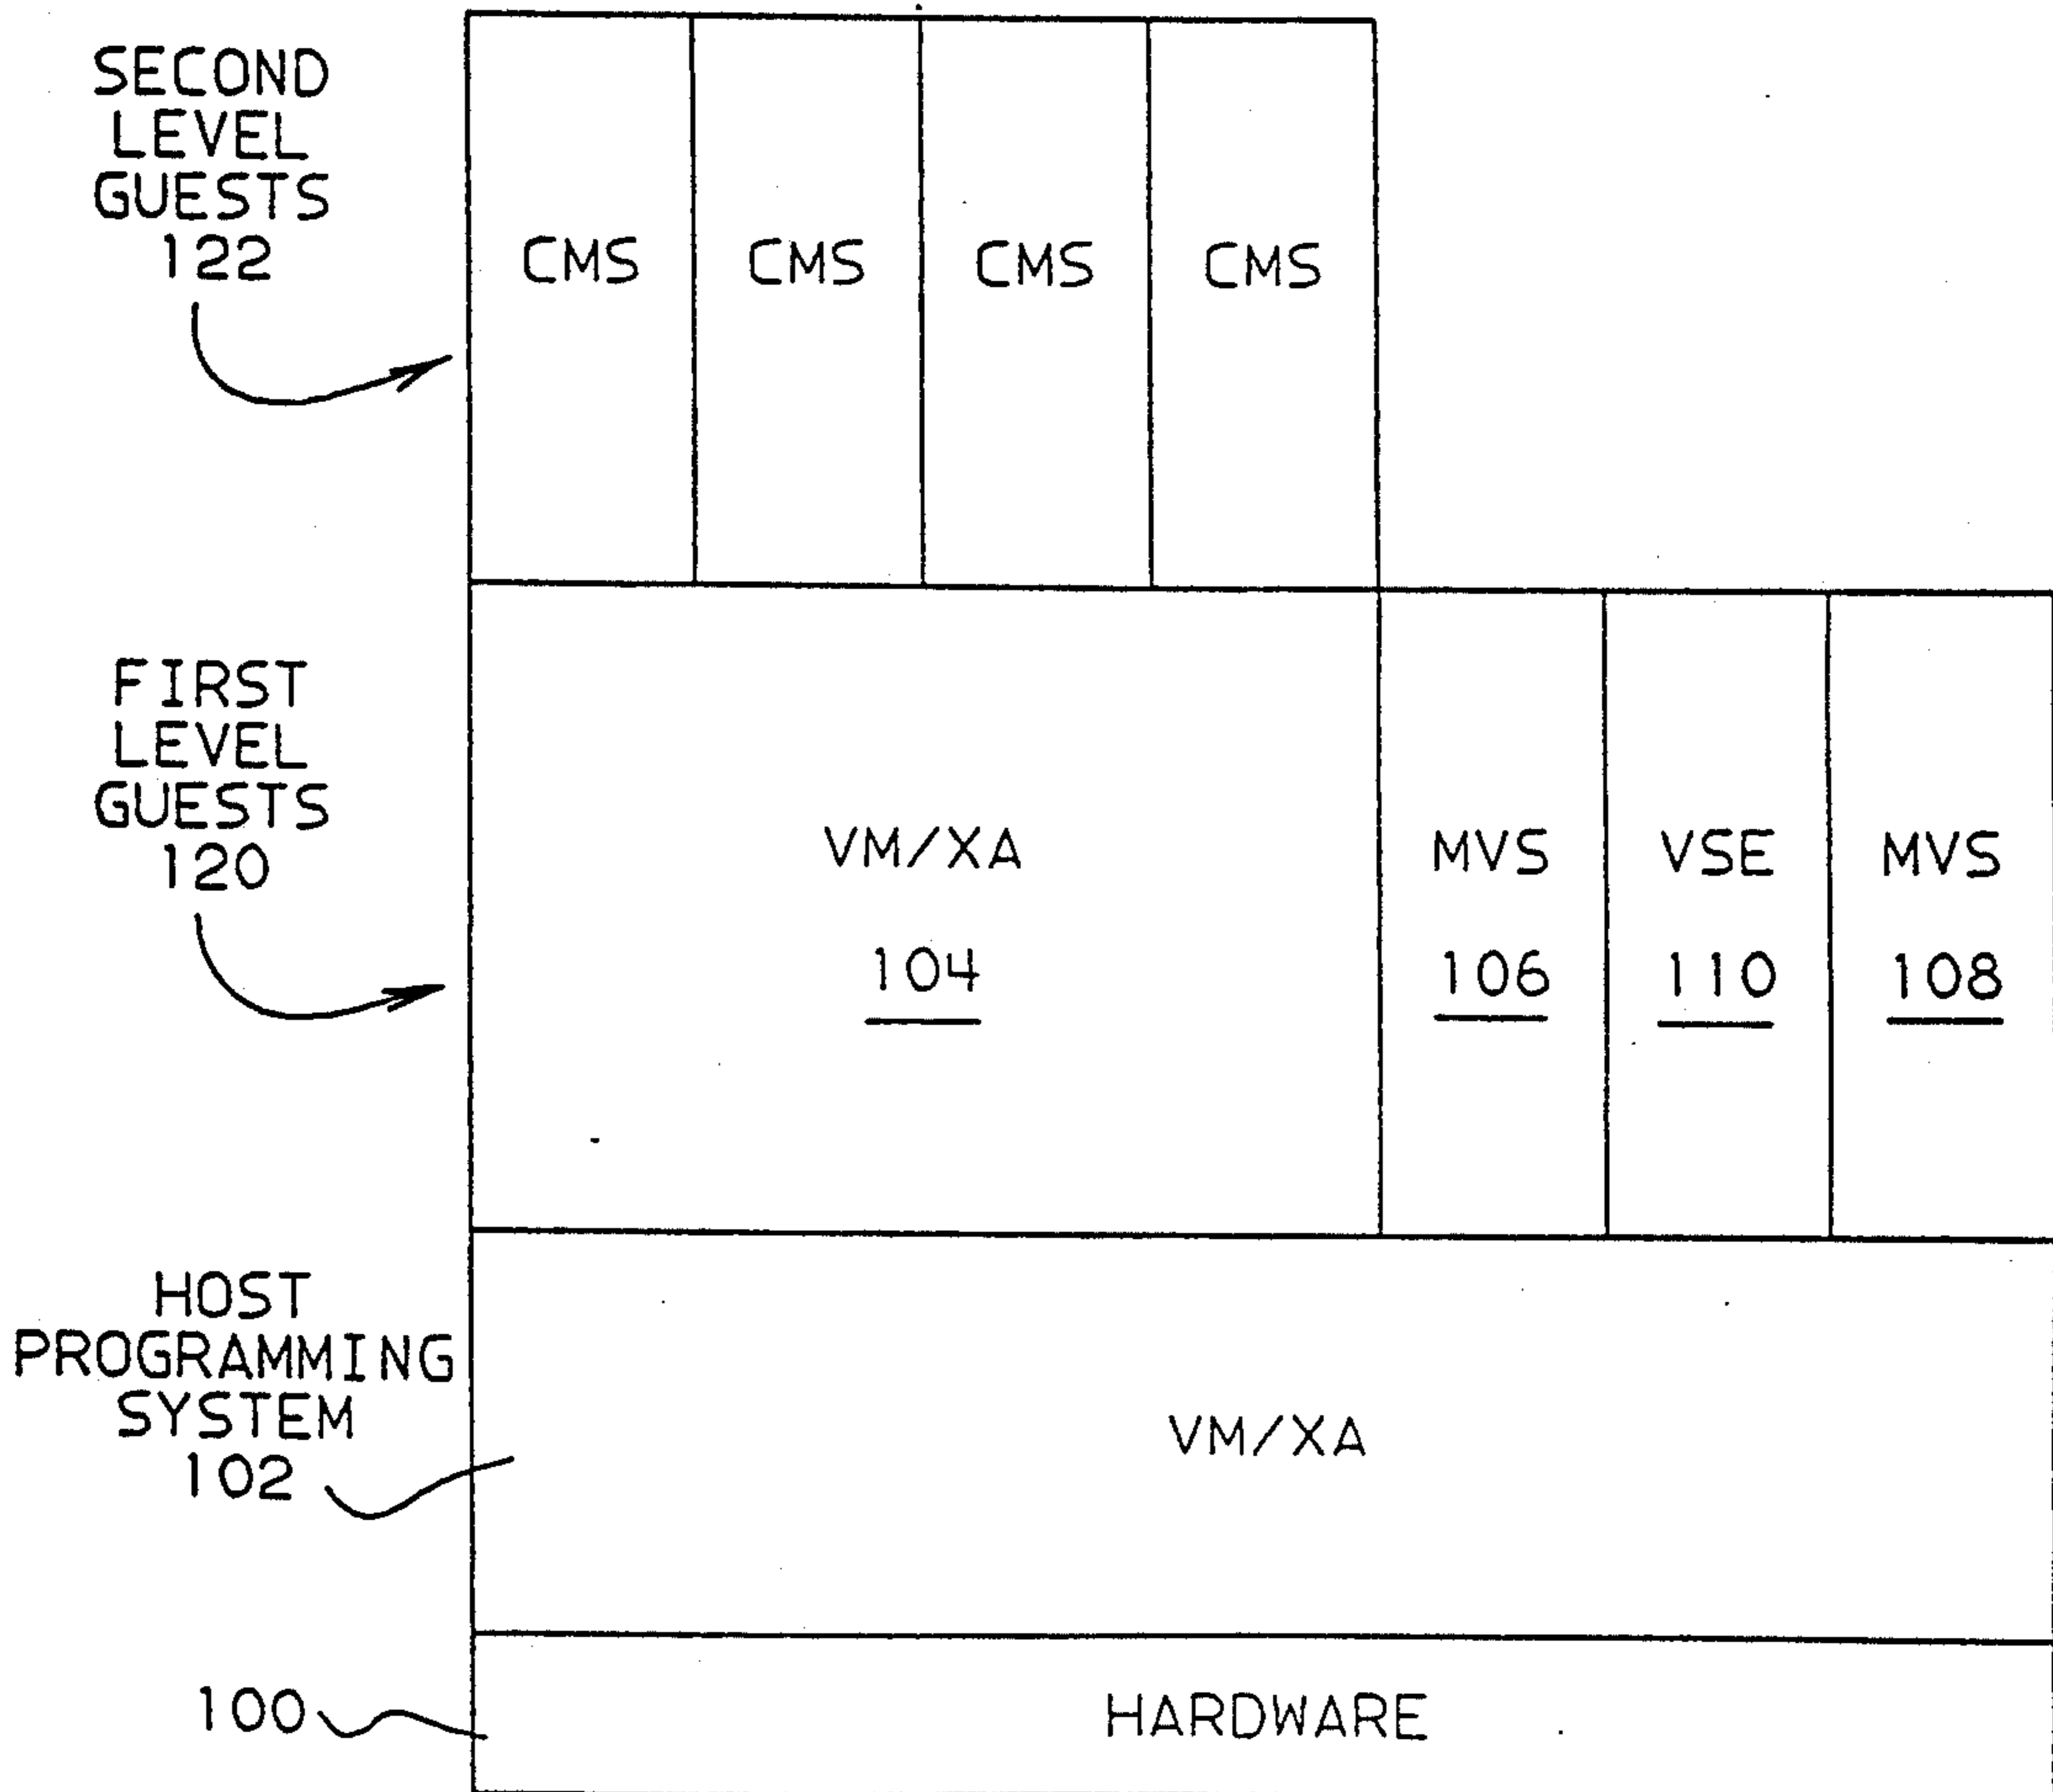 SECOND
LEVEL
GUESTS
122
CMS CMS CMS CMS
FIRST
LEVEL
GUESTS
120
VM/XA MVS VSE MVS
104 106 110 108
HOST
PROGRAMMING
SYSTEM
102
VM/XA
100
HARDWARE